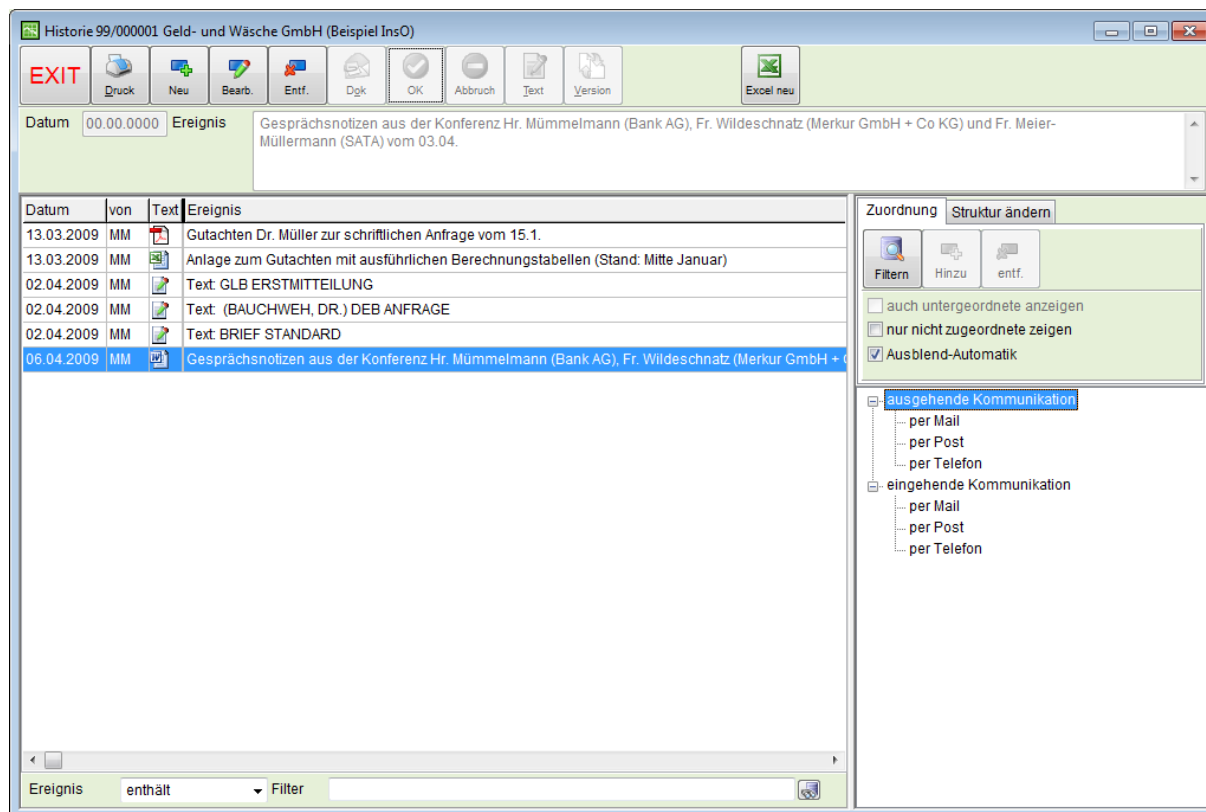 Historie 99/000001 Geld- und Wäsche GmbH (Beispiel InsO)
EXIT Druck Neu Bearb. Entf. Dok OK Abbruch Text Version Excel neu
Datum 00.00.0000 Ereignis Gesprächsnotizen aus der Konferenz Hr. Mümmelmann (Bank AG), Fr. Wildeschnatz (Merkur GmbH + Co KG) und Fr. Meier-
Müllermann (SATA) vom 03.04.
Datum von Text Ereignis
13.03.2009 MM Gutachten Dr. Müller zur schriftlichen Anfrage vom 15.1.
13.03.2009 MM Anlage zum Gutachten mit ausführlichen Berechnungstabellen (Stand: Mitte Januar)
02.04.2009 MM Text: GLB ERSTMITTEILUNG
02.04.2009 MM Text: (BAUCHWEH, DR.) DEB ANFRAGE
02.04.2009 MM Text: BRIEF STANDARD
06.04.2009 MM Gesprächsnotizen aus der Konferenz Hr. Mümmelmann (Bank AG), Fr. Wildeschnatz (Merkur GmbH +
Zuordnung Struktur ändern
Filtern Hinzu entf.
auch untergeordnete anzeigen
nur nicht zugeordnete zeigen
Ausblend-Automatik
ausgehende Kommunikation
per Mail
per Post
per Telefon
eingehende Kommunikation
per Mail
per Post
per Telefon
Ereignis enthält Filter